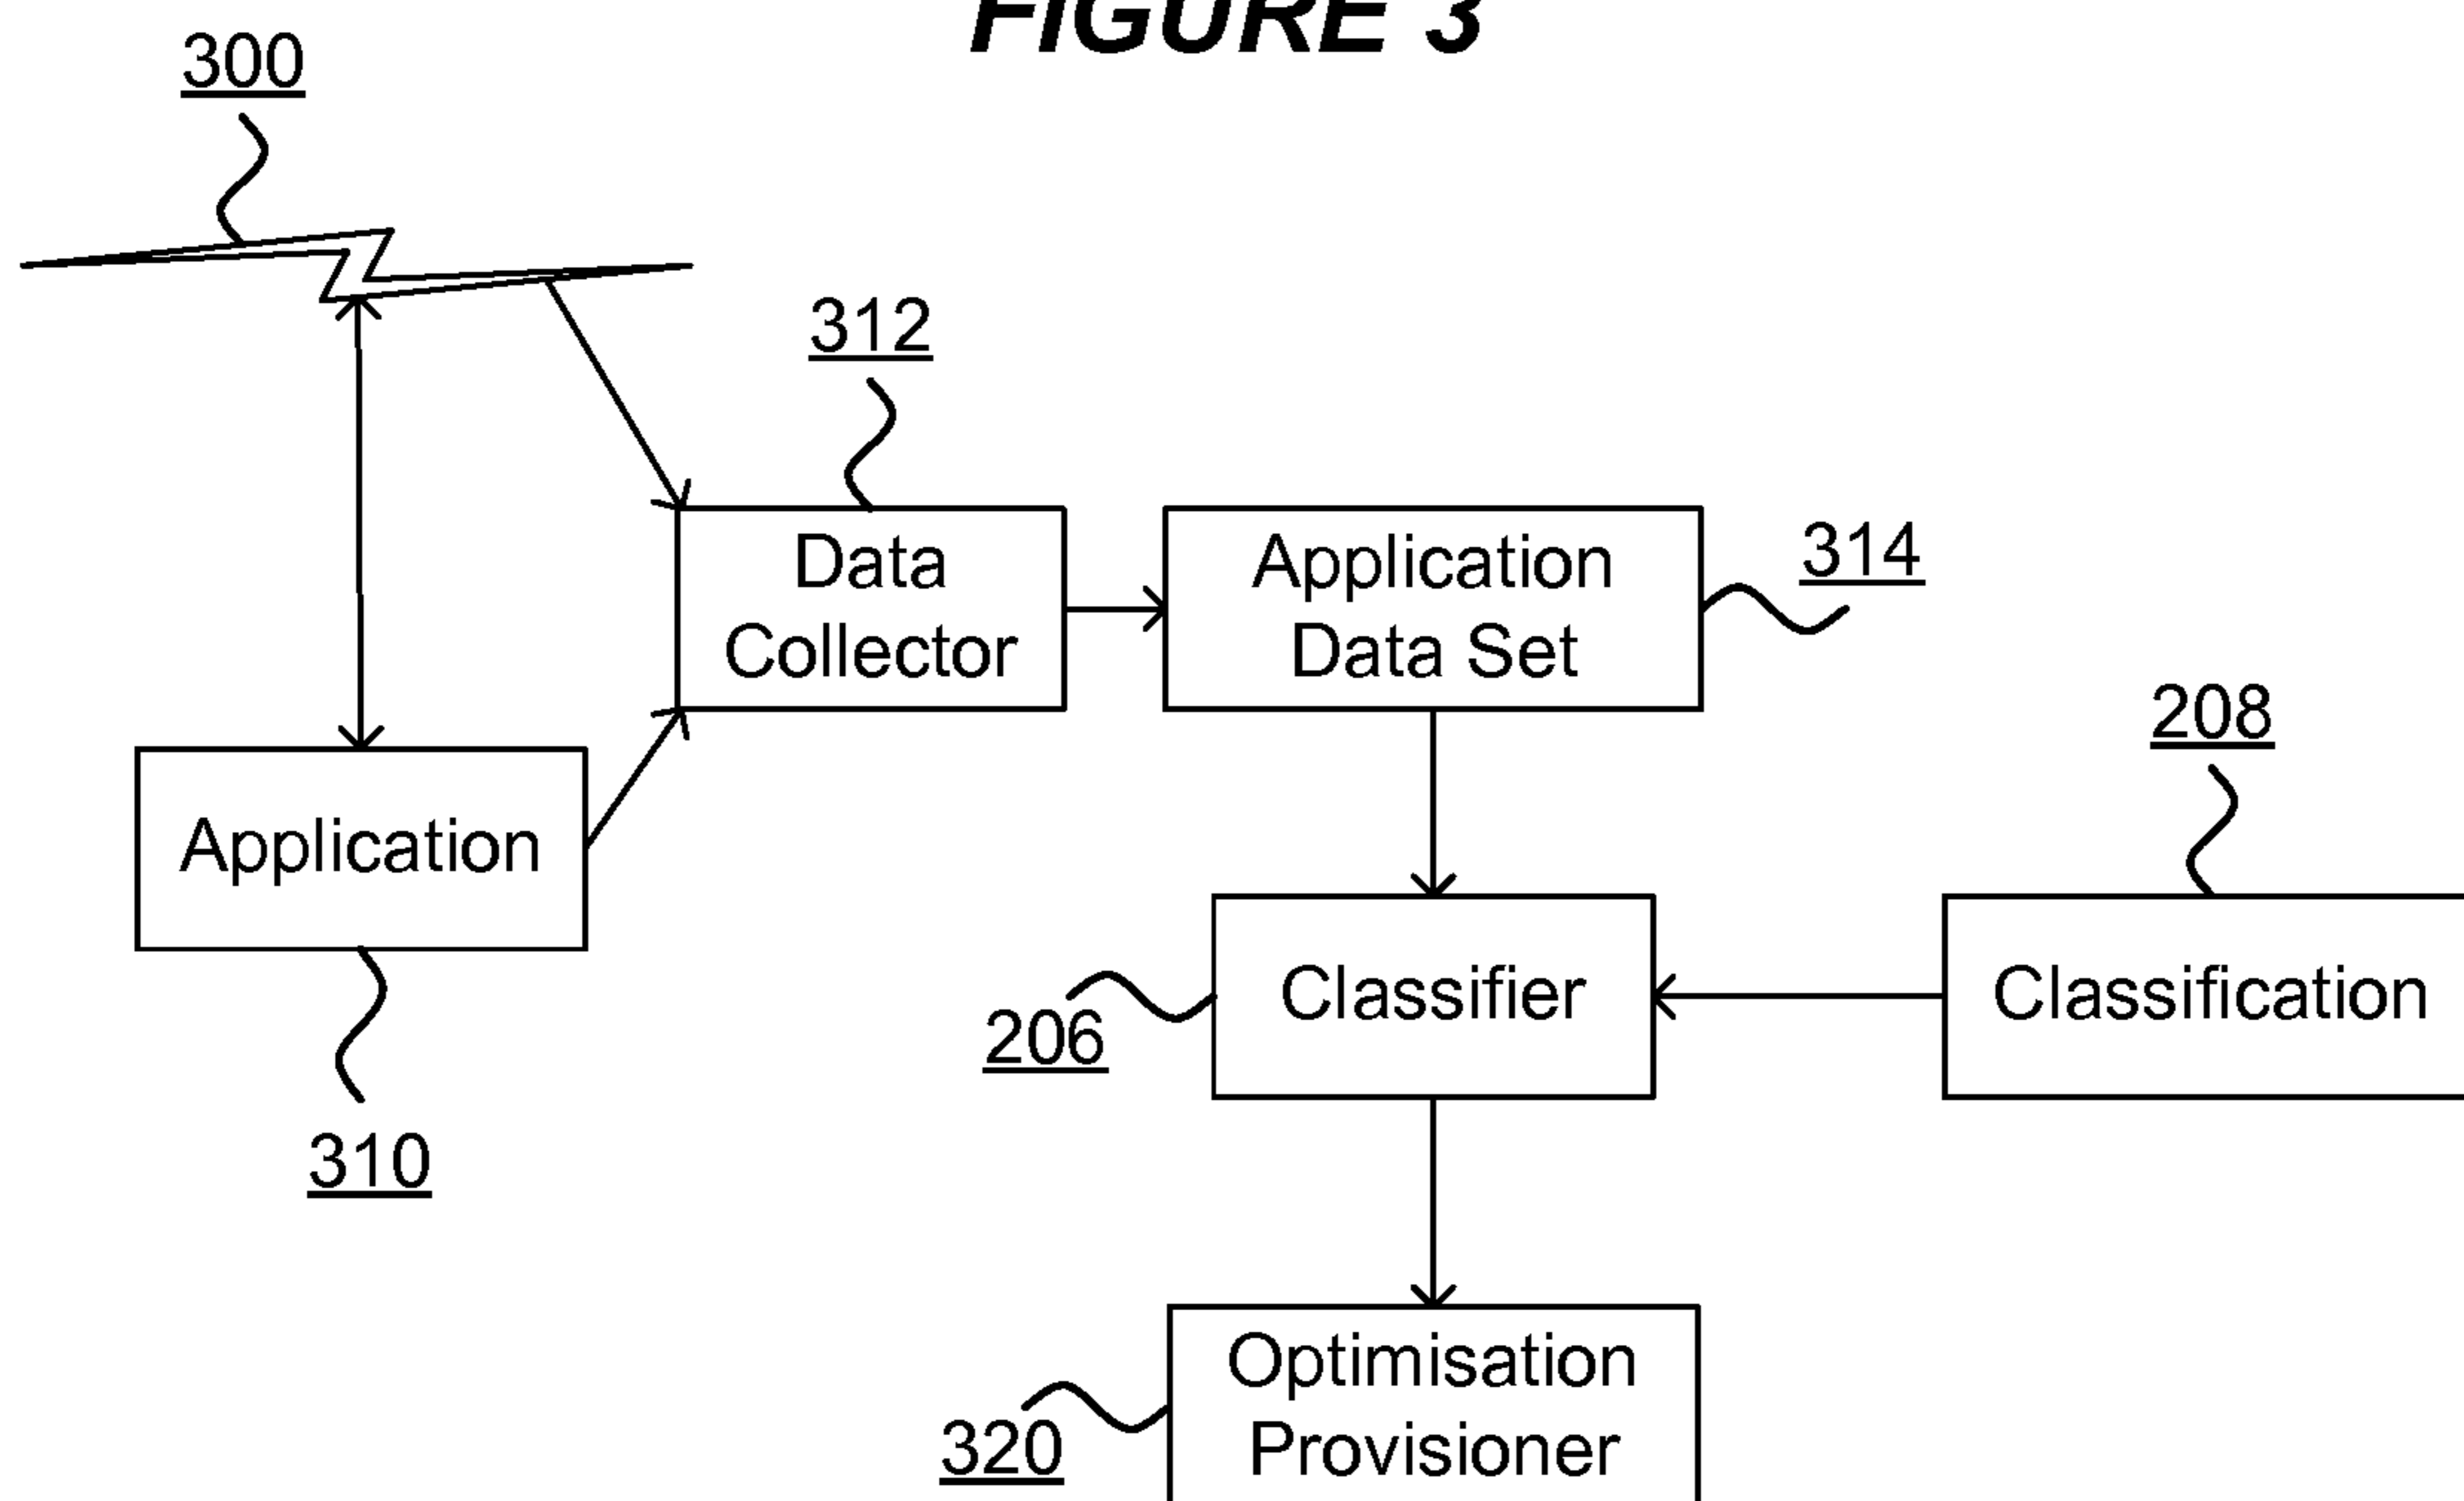 FIGURE 3
300
312
Data
Collector
Application
Data Set
314
208
Application
Classifier
Classification
206
310
Optimisation
Provisioner
320